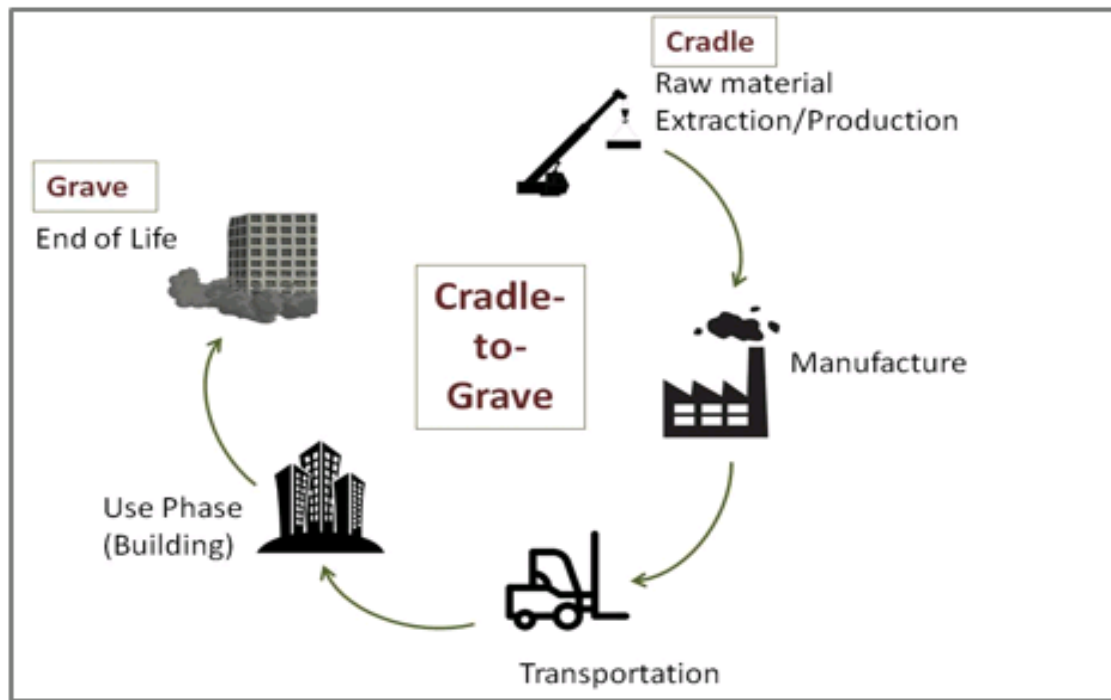 Cradle
Raw material
Extraction/Production
Grave
End of Life
Cradle-
to-
Grave
Manufacture
Use Phase
(Building)
Transportation